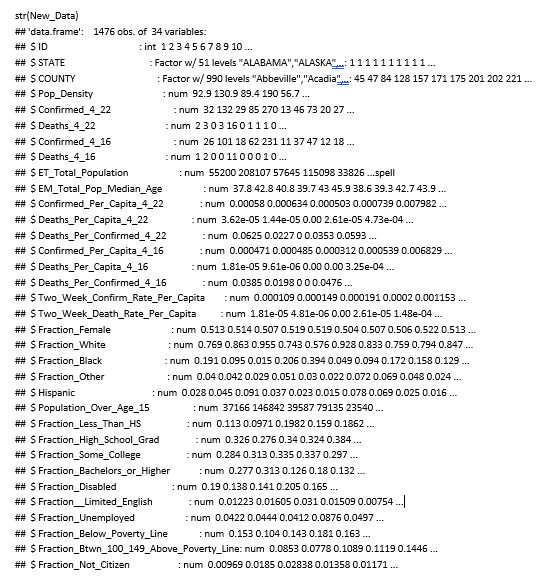 str(New_Data)
## 'data.frame': 1476 obs. of 34 variables:
## $ ID : int 1 2 3 4 5 6 7 8 9 10 ...
## $ STATE : Factor w/ 51 levels "ALABAMA","ALASKA",..: 1 1 1 1 1 1 1 1 1 1 ...
## $ COUNTY : Factor w/ 990 levels "Abbeville","Acadia",..: 45 47 84 128 157 171 175 201 202 221 ...
## $ Pop_Density : num 92.9 130.9 89.4 190 56.7 ...
## $ Confirmed_4_22 : num 32 132 29 85 270 13 46 73 20 27 ...
## $ Deaths_4_22 : num 2 3 0 3 16 0 1 1 1 0 ...
## $ Confirmed_4_16 : num 26 101 18 62 231 11 37 47 12 18 ...
## $ Deaths_4_16 : num 1 2 0 0 11 0 0 0 1 0 ...
## $ ET_Total_Population : num 55200 208107 57645 115098 33826 ...spell
## $ EM_Total_Pop_Median_Age : num 37.8 42.8 40.8 39.7 43 45.9 38.6 39.3 42.7 43.9 ...
## $ Confirmed_Per_Capita_4_22 : num 0.00058 0.000634 0.000503 0.000739 0.007982 ...
## $ Deaths_Per_Capita_4_22 : num 3.62e-05 1.44e-05 0.00 2.61e-05 4.73e-04 ...
## $ Deaths_Per_Confirmed_4_22 : num 0.0625 0.0227 0 0.0353 0.0593 ...
## $ Confirmed_Per_Capita_4_16 : num 0.000471 0.000485 0.000312 0.000539 0.006829 ...
## $ Deaths_Per_Capita_4_16 : num 1.81e-05 9.61e-06 0.00 0.00 3.25e-04 ...
## $ Deaths_Per_Confirmed_4_16 : num 0.0385 0.0198 0 0 0.0476 ...
## $ Two_Week_Confirm_Rate_Per_Capita : num 0.000109 0.000149 0.000191 0.0002 0.001153 ...
## $ Two_Week_Death_Rate_Per_Capita : num 1.81e-05 4.81e-06 0.00 2.61e-05 1.48e-04 ...
## $ Fraction_Female : num 0.513 0.514 0.507 0.519 0.519 0.504 0.507 0.506 0.522 0.513 ...
## $ Fraction_White : num 0.769 0.863 0.955 0.743 0.576 0.928 0.833 0.759 0.794 0.847 ...
## $ Fraction_Black : num 0.191 0.095 0.015 0.206 0.394 0.049 0.094 0.172 0.158 0.129 ...
## $ Fraction_Other : num 0.04 0.042 0.029 0.051 0.03 0.022 0.072 0.069 0.048 0.024 ...
## $ Hispanic : num 0.028 0.045 0.091 0.037 0.023 0.015 0.078 0.069 0.025 0.016 ...
## $ Population_Over_Age_15 : num 37166 146842 39587 79135 23540 ...
## $ Fraction_Less_Than_HS : num 0.113 0.0971 0.1982 0.159 0.1862 ...
## $ Fraction_High_School_Grad : num 0.326 0.276 0.34 0.324 0.384 ...
## $ Fraction_Some_College : num 0.284 0.313 0.335 0.337 0.297 ...
## $ Fraction_Bachelors_or_Higher : num 0.277 0.313 0.126 0.18 0.132 ...
## $ Fraction_Disabled : num 0.19 0.138 0.141 0.205 0.165 ...
## $ Fraction__Limited_English : num 0.01223 0.01605 0.031 0.01509 0.00754 ...
## $ Fraction_Unemployed : num 0.0422 0.0444 0.0412 0.0876 0.0497 ...
## $ Fraction_Below_Poverty_Line : num 0.153 0.104 0.143 0.181 0.163 ...
## $ Fraction_Btwn_100_149_Above_Poverty_Line: num 0.0853 0.0778 0.1089 0.1119 0.1446 ...
## $ Fraction_Not_Citizen : num 0.00969 0.0185 0.02838 0.01358 0.01171 ...